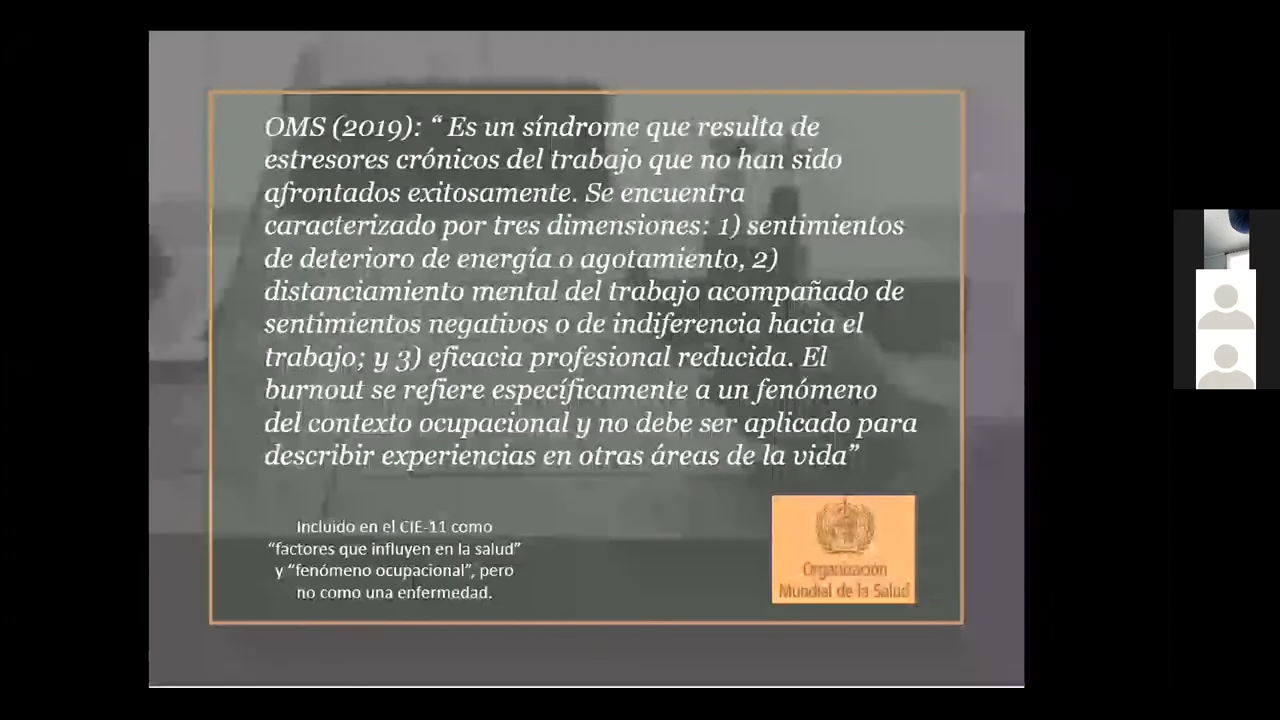 OMS (2019): “ Es un síndrome que resulta de
estresores crónicos del trabajo que no han sido
afrontados exitosamente. Se encuentra
caracterizado por tres dimensiones: 1) sentimientos
de deterioro de energía o agotamiento, 2)
distanciamiento mental del trabajo acompañado de
sentimientos negativos o de indiferencia hacia el
trabajo; y 3) eficacia profesional reducida. El
burnout se refiere específicamente a un fenómeno
del contexto ocupacional y no debe ser aplicado para
describir experiencias en otras áreas de la vida”
Incluido en el CIE-11 como
“factores que influyen en la salud”
y “fenómeno ocupacional”, pero
no como una enfermedad.
Organización
Mundial de la Salud